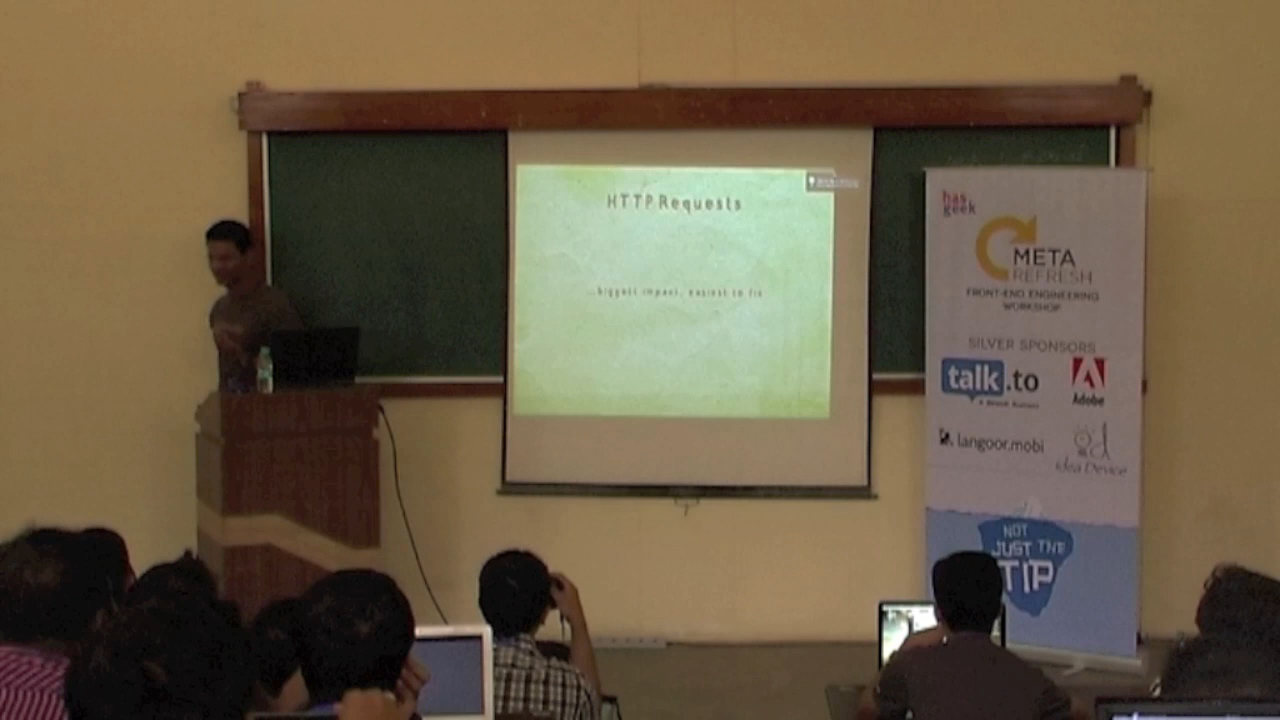 HTTP Requests
...biggest impact, easiest to fix
has
geek
META
REFRESH
FRONT-END ENGINEERING
WORKSHOP
SILVER SPONSORS
talk.to
Adobe
langoor.mobi
idea Device
NOT
JUST THE
TIP